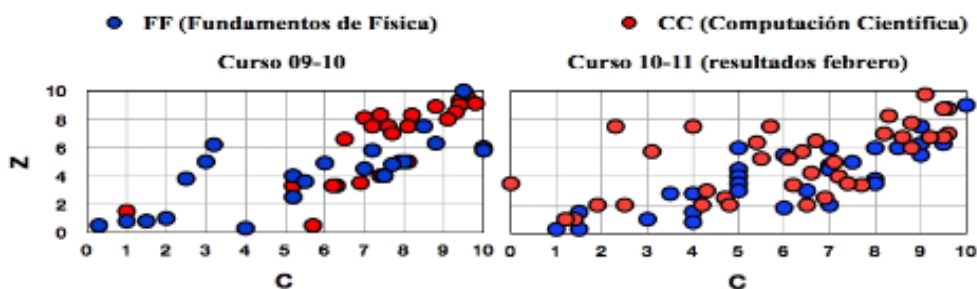 FF (Fundamentos de Física) CC (Computación Científica)
Curso 09-10 Curso 10-11 (resultados febrero)
10
8
6
4
2
0
Z
0 1 2 3 4 5 6 7 8 9 10
0 1 2 3 4 5 6 7 8 9 10
C C